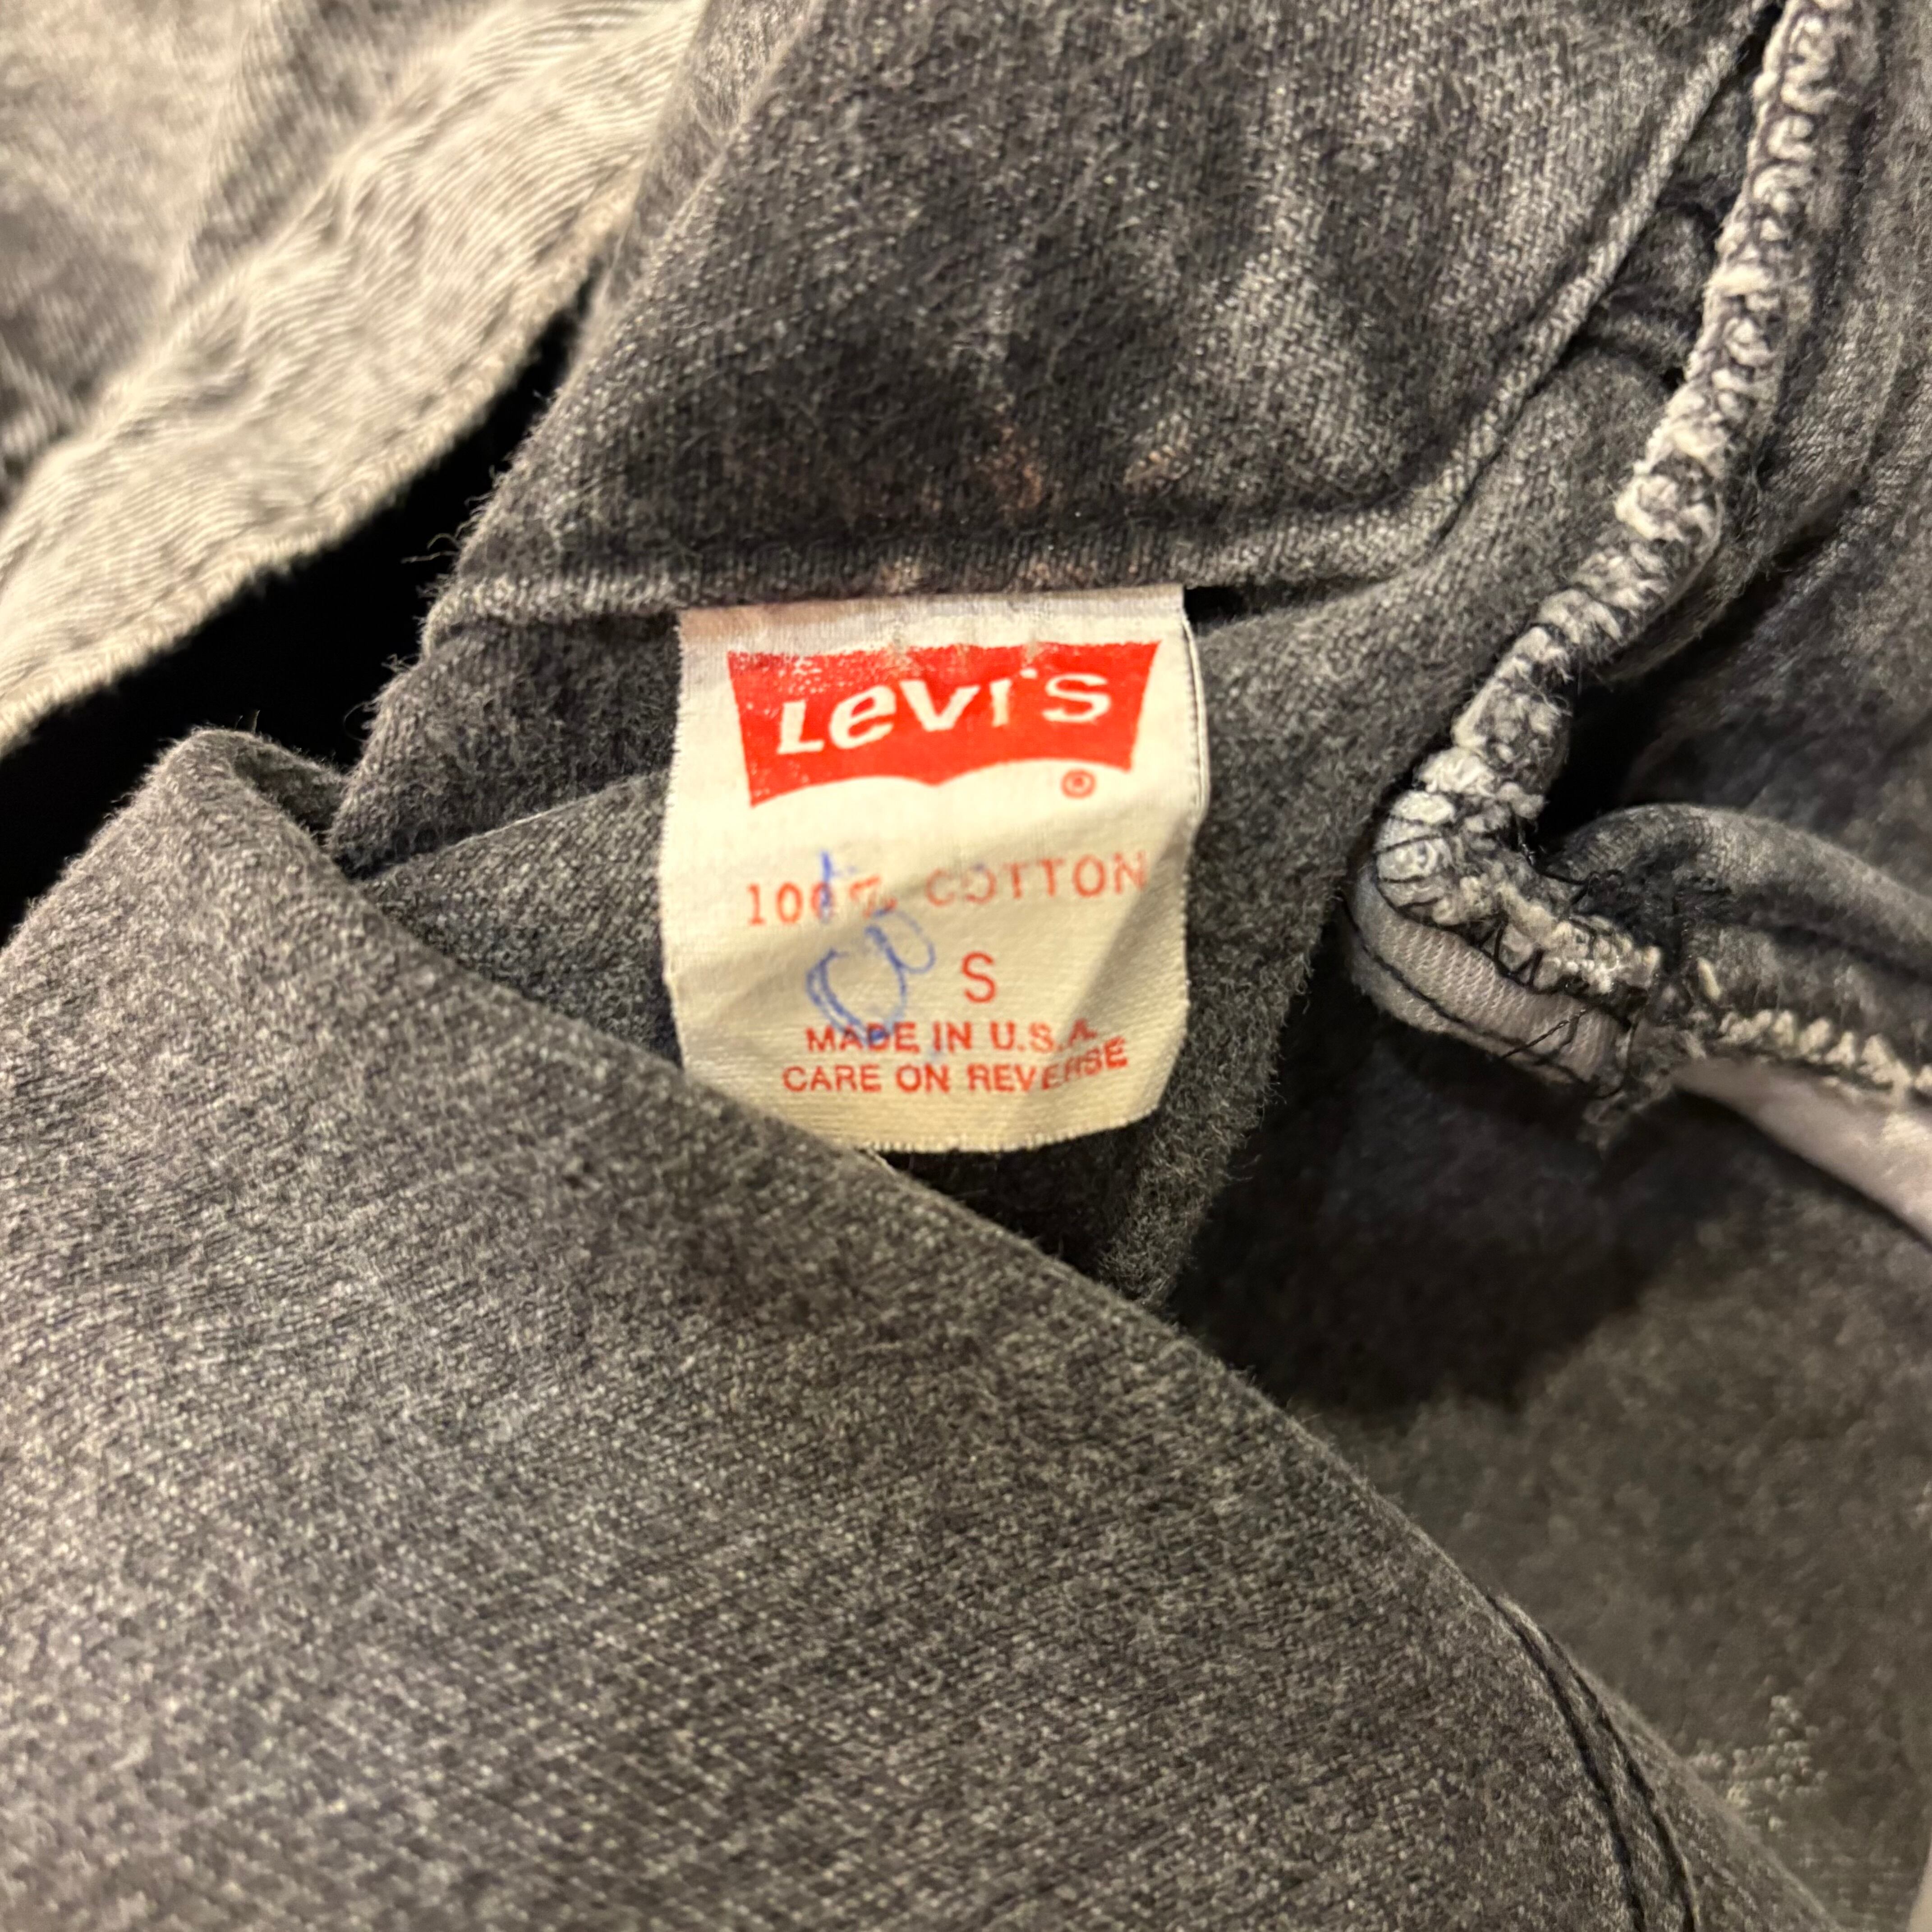 Levi's
®
100% COTTON
S
MADE IN U.S.A.
CARE ON REVERSE